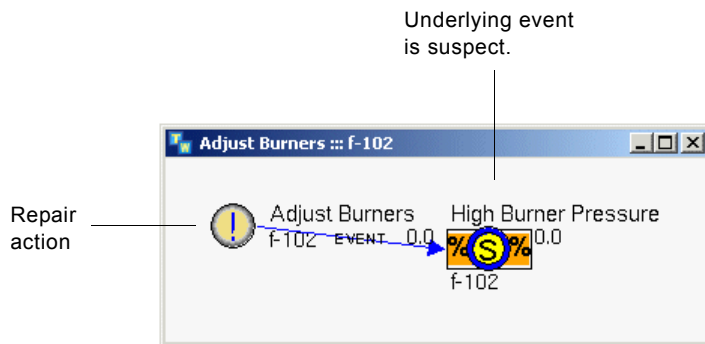 Underlying event
is suspect.
TW Adjust Burners ::: f-102
Repair
action
! Adjust Burners High Burner Pressure
f-102 EVENT 0.0 %S% 0.0
f-102